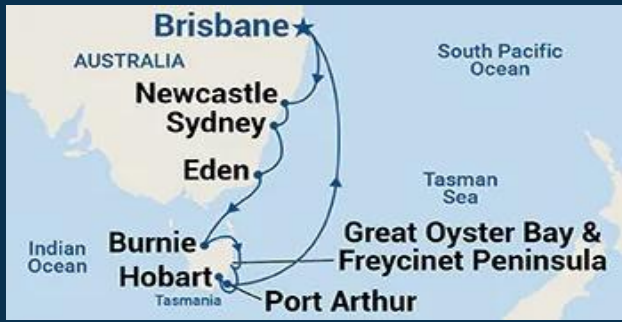 Brisbane
AUSTRALIA
South Pacific
Ocean
Newcastle
Sydney
Eden
Tasman
Sea
Burnie
Great Oyster Bay &
Freycinet Peninsula
Indian
Ocean
Hobart
Tasmania
Port Arthur